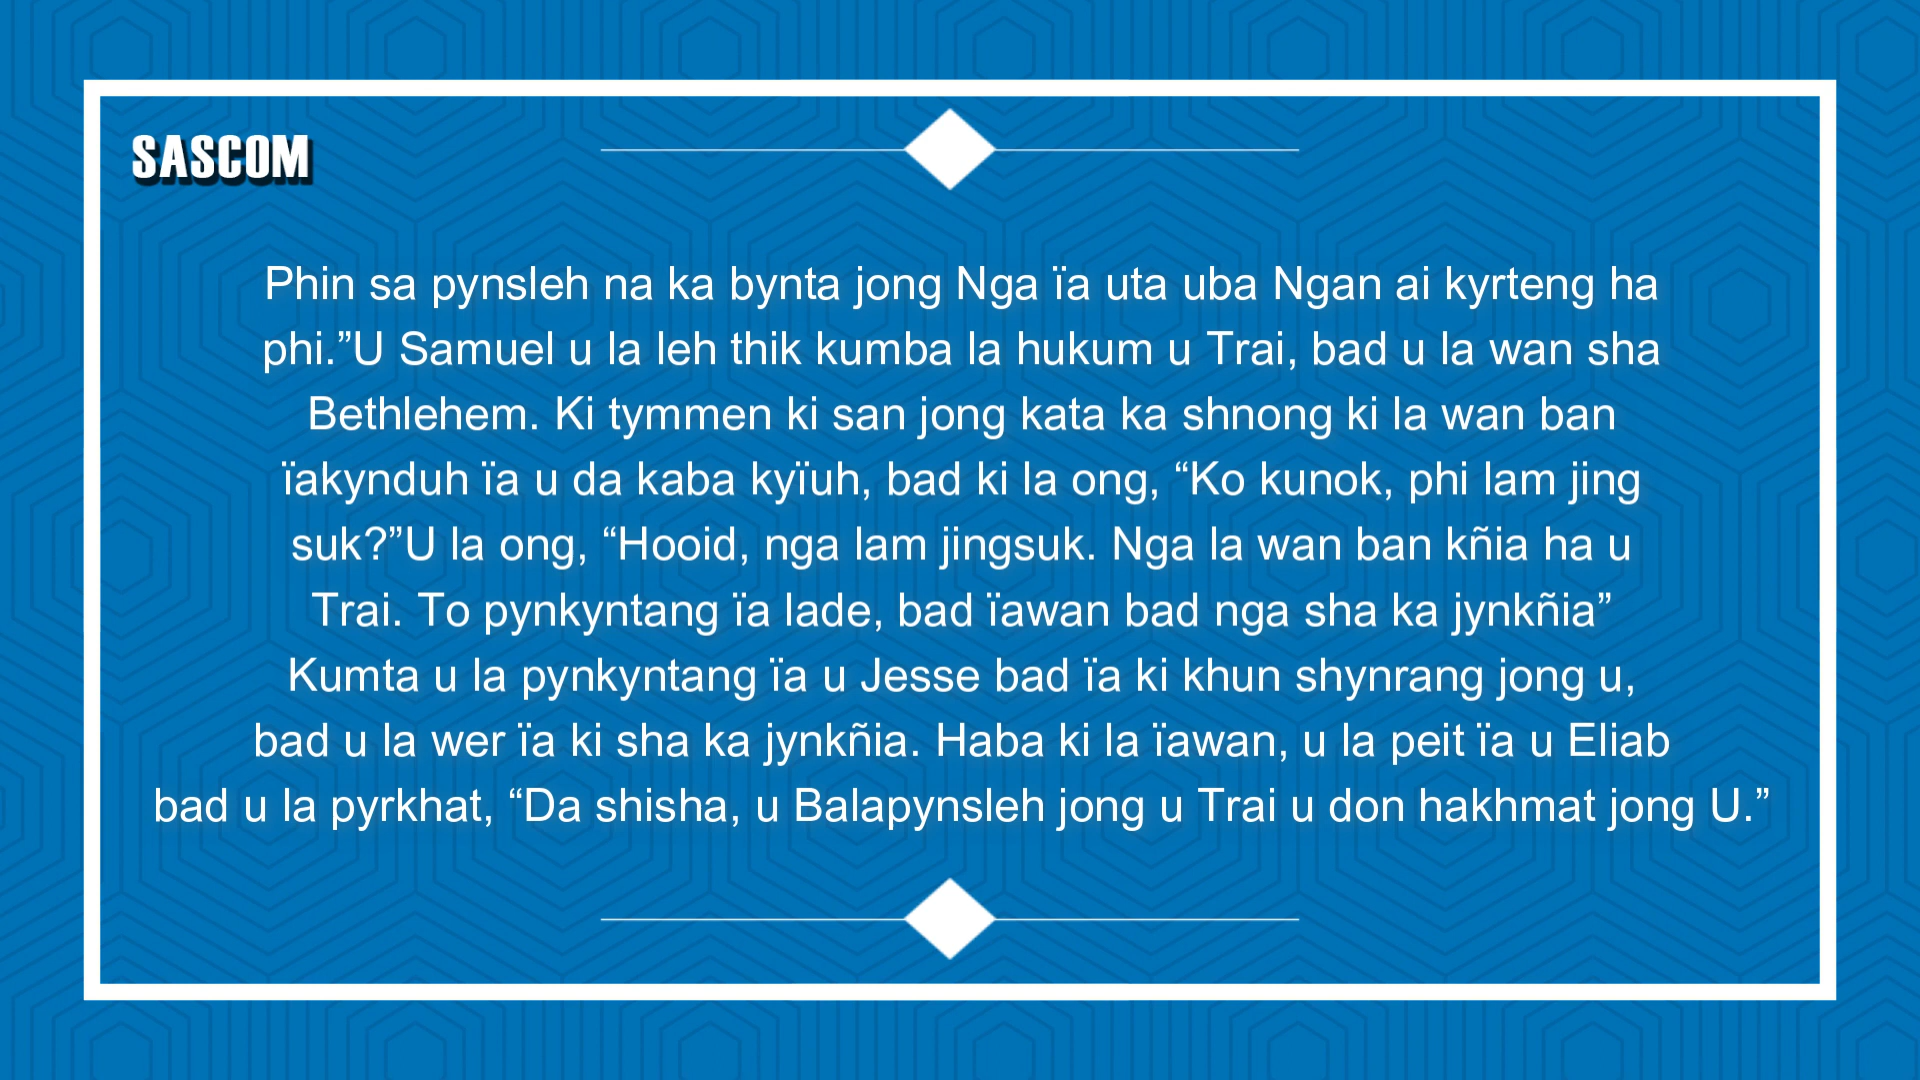 SASCOM
Phin sa pynsleh na ka bynta jong Nga ïa uta uba Ngan ai kyrteng ha
phi.”U Samuel u la leh thik kumba la hukum u Trai, bad u la wan sha
Bethlehem. Ki tymmen ki san jong kata ka shnong ki la wan ban
ïakynduh ïa u da kaba kyïuh, bad ki la ong, “Ko kunok, phi lam jing
suk?”U la ong, “Hooid, nga lam jingsuk. Nga la wan ban kñia ha u
Trai. To pynkyntang ïa lade, bad ïawan bad nga sha ka jynkñia”
Kumta u la pynkyntang ïa u Jesse bad ïa ki khun shynrang jong u,
bad u la wer ïa ki sha ka jynkñia. Haba ki la ïawan, u la peit ïa u Eliab
bad u la pyrkhat, “Da shisha, u Balapynsleh jong u Trai u don hakhmat jong U.”